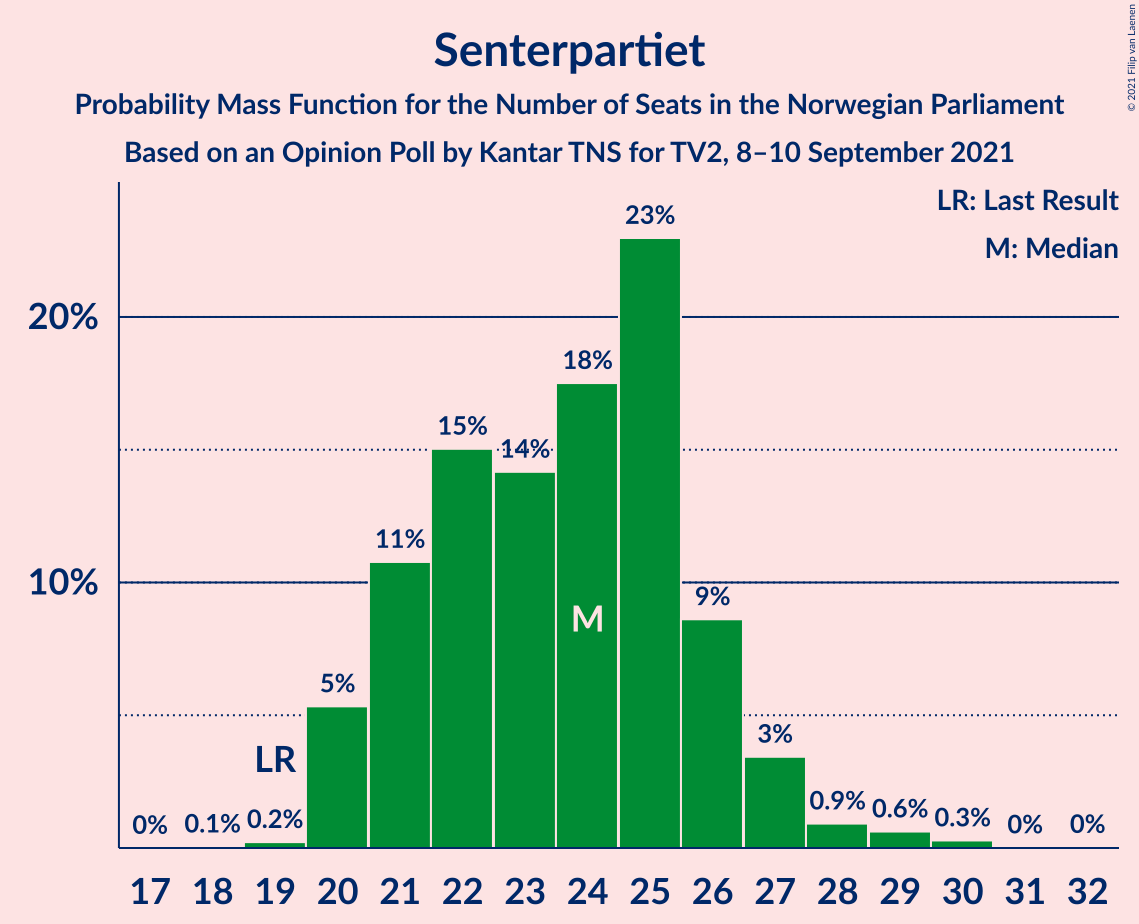 Senterpartiet
Probability Mass Function for the Number of Seats in the Norwegian Parliament
Based on an Opinion Poll by Kantar TNS for TV2, 8–10 September 2021
© 2021 Filip van Laenen
LR: Last Result
M: Median
20%
10%
0%
0.1%
0.2%
LR
5%
11%
15%
14%
18%
M
23%
9%
3%
0.9%
0.6%
0.3%
0%
0%
17 18 19 20 21 22 23 24 25 26 27 28 29 30 31 32